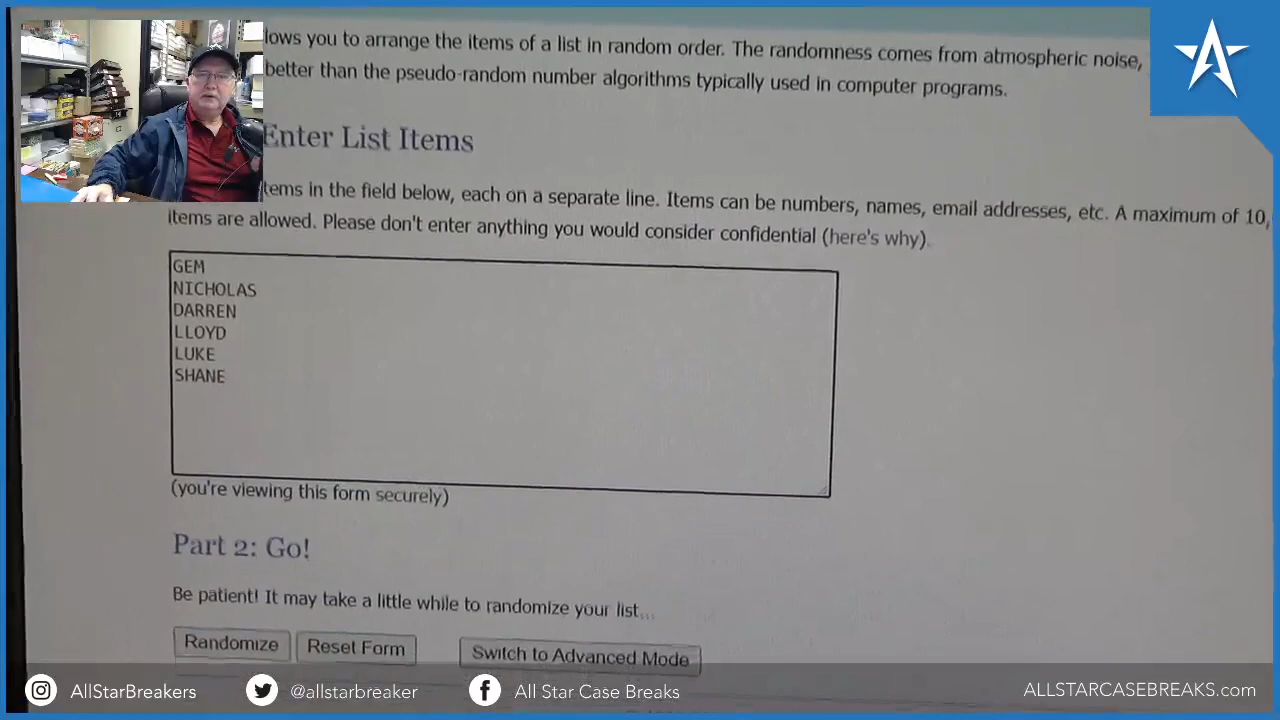 lows you to arrange the items of a list in random order. The randomness comes from atmospheric noise,
better than the pseudo-random number algorithms typically used in computer programs.
Enter List Items
tems in the field below, each on a separate line. Items can be numbers, names, email addresses, etc. A maximum of 10,
items are allowed. Please don't enter anything you would consider confidential (here's why).
GEM
NICHOLAS
DARREN
LLOYD
LUKE
SHANE
(you're viewing this form securely)
Part 2: Go!
Be patient! It may take a little while to randomize your list...
Randomize Reset Form Switch to Advanced Mode
AllStarBreakers @allstarbreaker All Star Case Breaks ALLSTARCASEBREAKS.com